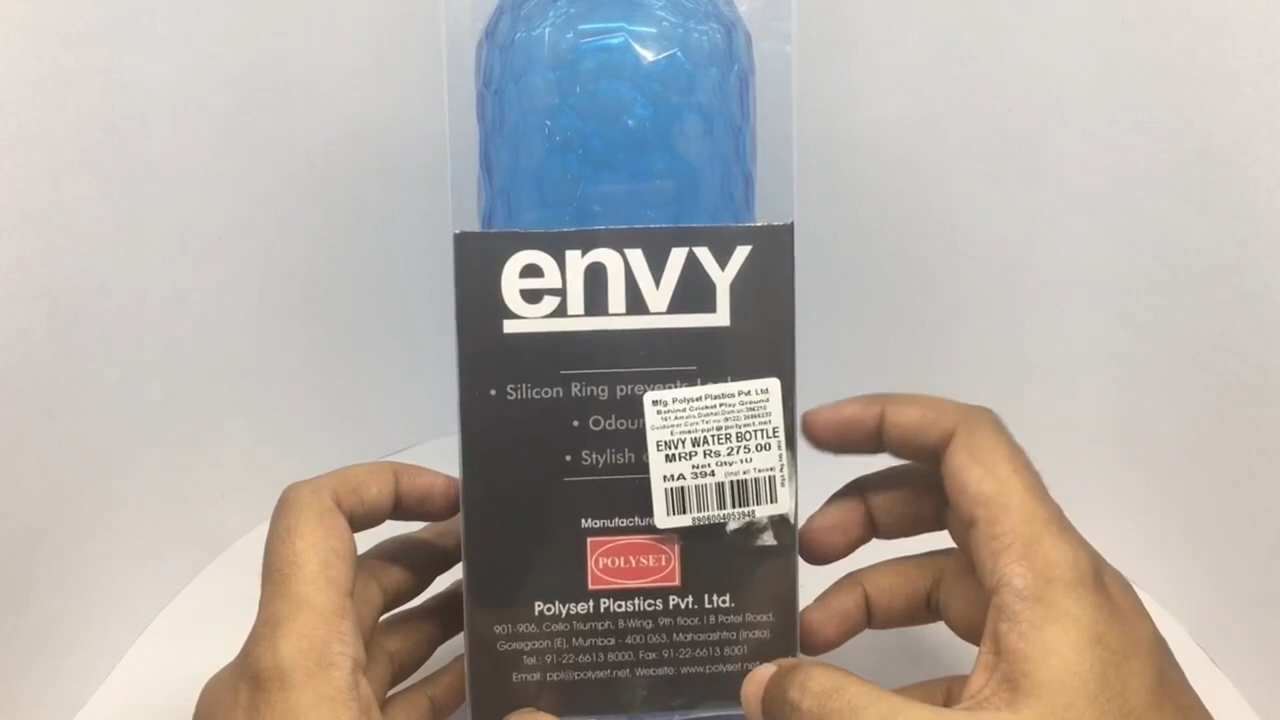 envy
• Silicon Ring prevents
• Odour
• Stylish
Mfg. Polyset Plastics Pvt. Ltd.
Behind Cricket Play Ground
E-mail-ppl@polyset.net
ENVY WATER BOTTLE
MRP Rs.275.00
Net Qty-1U
MA 394 (Incl all Taxes)
8906004053948
Manufacture
POLYSET
Polyset Plastics Pvt. Ltd.
901-906, Cello Triumph, B-Wing, 9th floor, I B Patel Road,
Goregaon (E), Mumbai - 400 063, Maharashtra (India)
Tel.: 91-22-6613 8000, Fax: 91-22-6613 8001
Email: ppl@polyset.net, Website: www.polyset.net